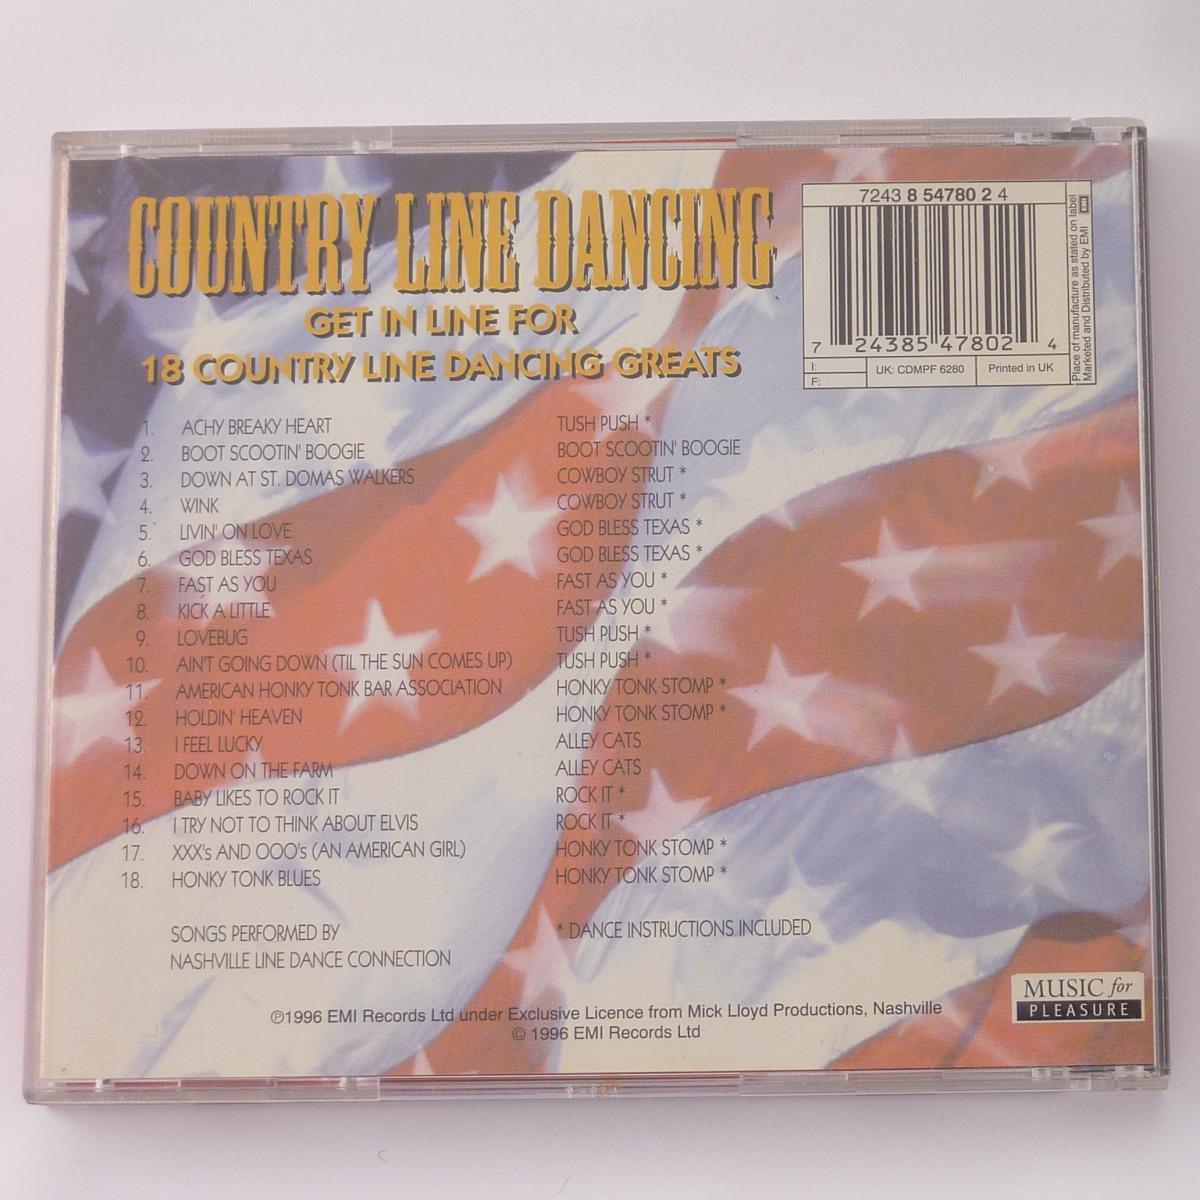 COUNTRY LINE DANCING
GET IN LINE FOR
18 COUNTRY LINE DANCING GREATS
7243 8 54780 2 4
7 24385 47802 4
I:
F:
UK: CDMPF 6280
Printed in UK
Place of manufacture as stated on label
Marketed and Distributed by EMI
EMI
1. ACHY BREAKY HEART TUSH PUSH *
2. BOOT SCOOTIN' BOOGIE BOOT SCOOTIN' BOOGIE
3. DOWN AT ST. DOMAS WALKERS COWBOY STRUT *
4. WINK COWBOY STRUT *
5. LIVIN' ON LOVE GOD BLESS TEXAS *
6. GOD BLESS TEXAS GOD BLESS TEXAS *
7. FAST AS YOU FAST AS YOU *
8. KICK A LITTLE FAST AS YOU *
9. LOVEBUG TUSH PUSH *
10. AIN'T GOING DOWN (TIL THE SUN COMES UP) TUSH PUSH *
11. AMERICAN HONKY TONK BAR ASSOCIATION HONKY TONK STOMP *
12. HOLDIN' HEAVEN HONKY TONK STOMP *
13. I FEEL LUCKY ALLEY CATS
14. DOWN ON THE FARM ALLEY CATS
15. BABY LIKES TO ROCK IT ROCK IT *
16. I TRY NOT TO THINK ABOUT ELVIS ROCK IT *
17. XXX's AND OOO's (AN AMERICAN GIRL) HONKY TONK STOMP *
18. HONKY TONK BLUES HONKY TONK STOMP *
SONGS PERFORMED BY
NASHVILLE LINE DANCE CONNECTION
* DANCE INSTRUCTIONS INCLUDED
℗1996 EMI Records Ltd under Exclusive Licence from Mick Lloyd Productions, Nashville
© 1996 EMI Records Ltd
MUSIC for
PLEASURE